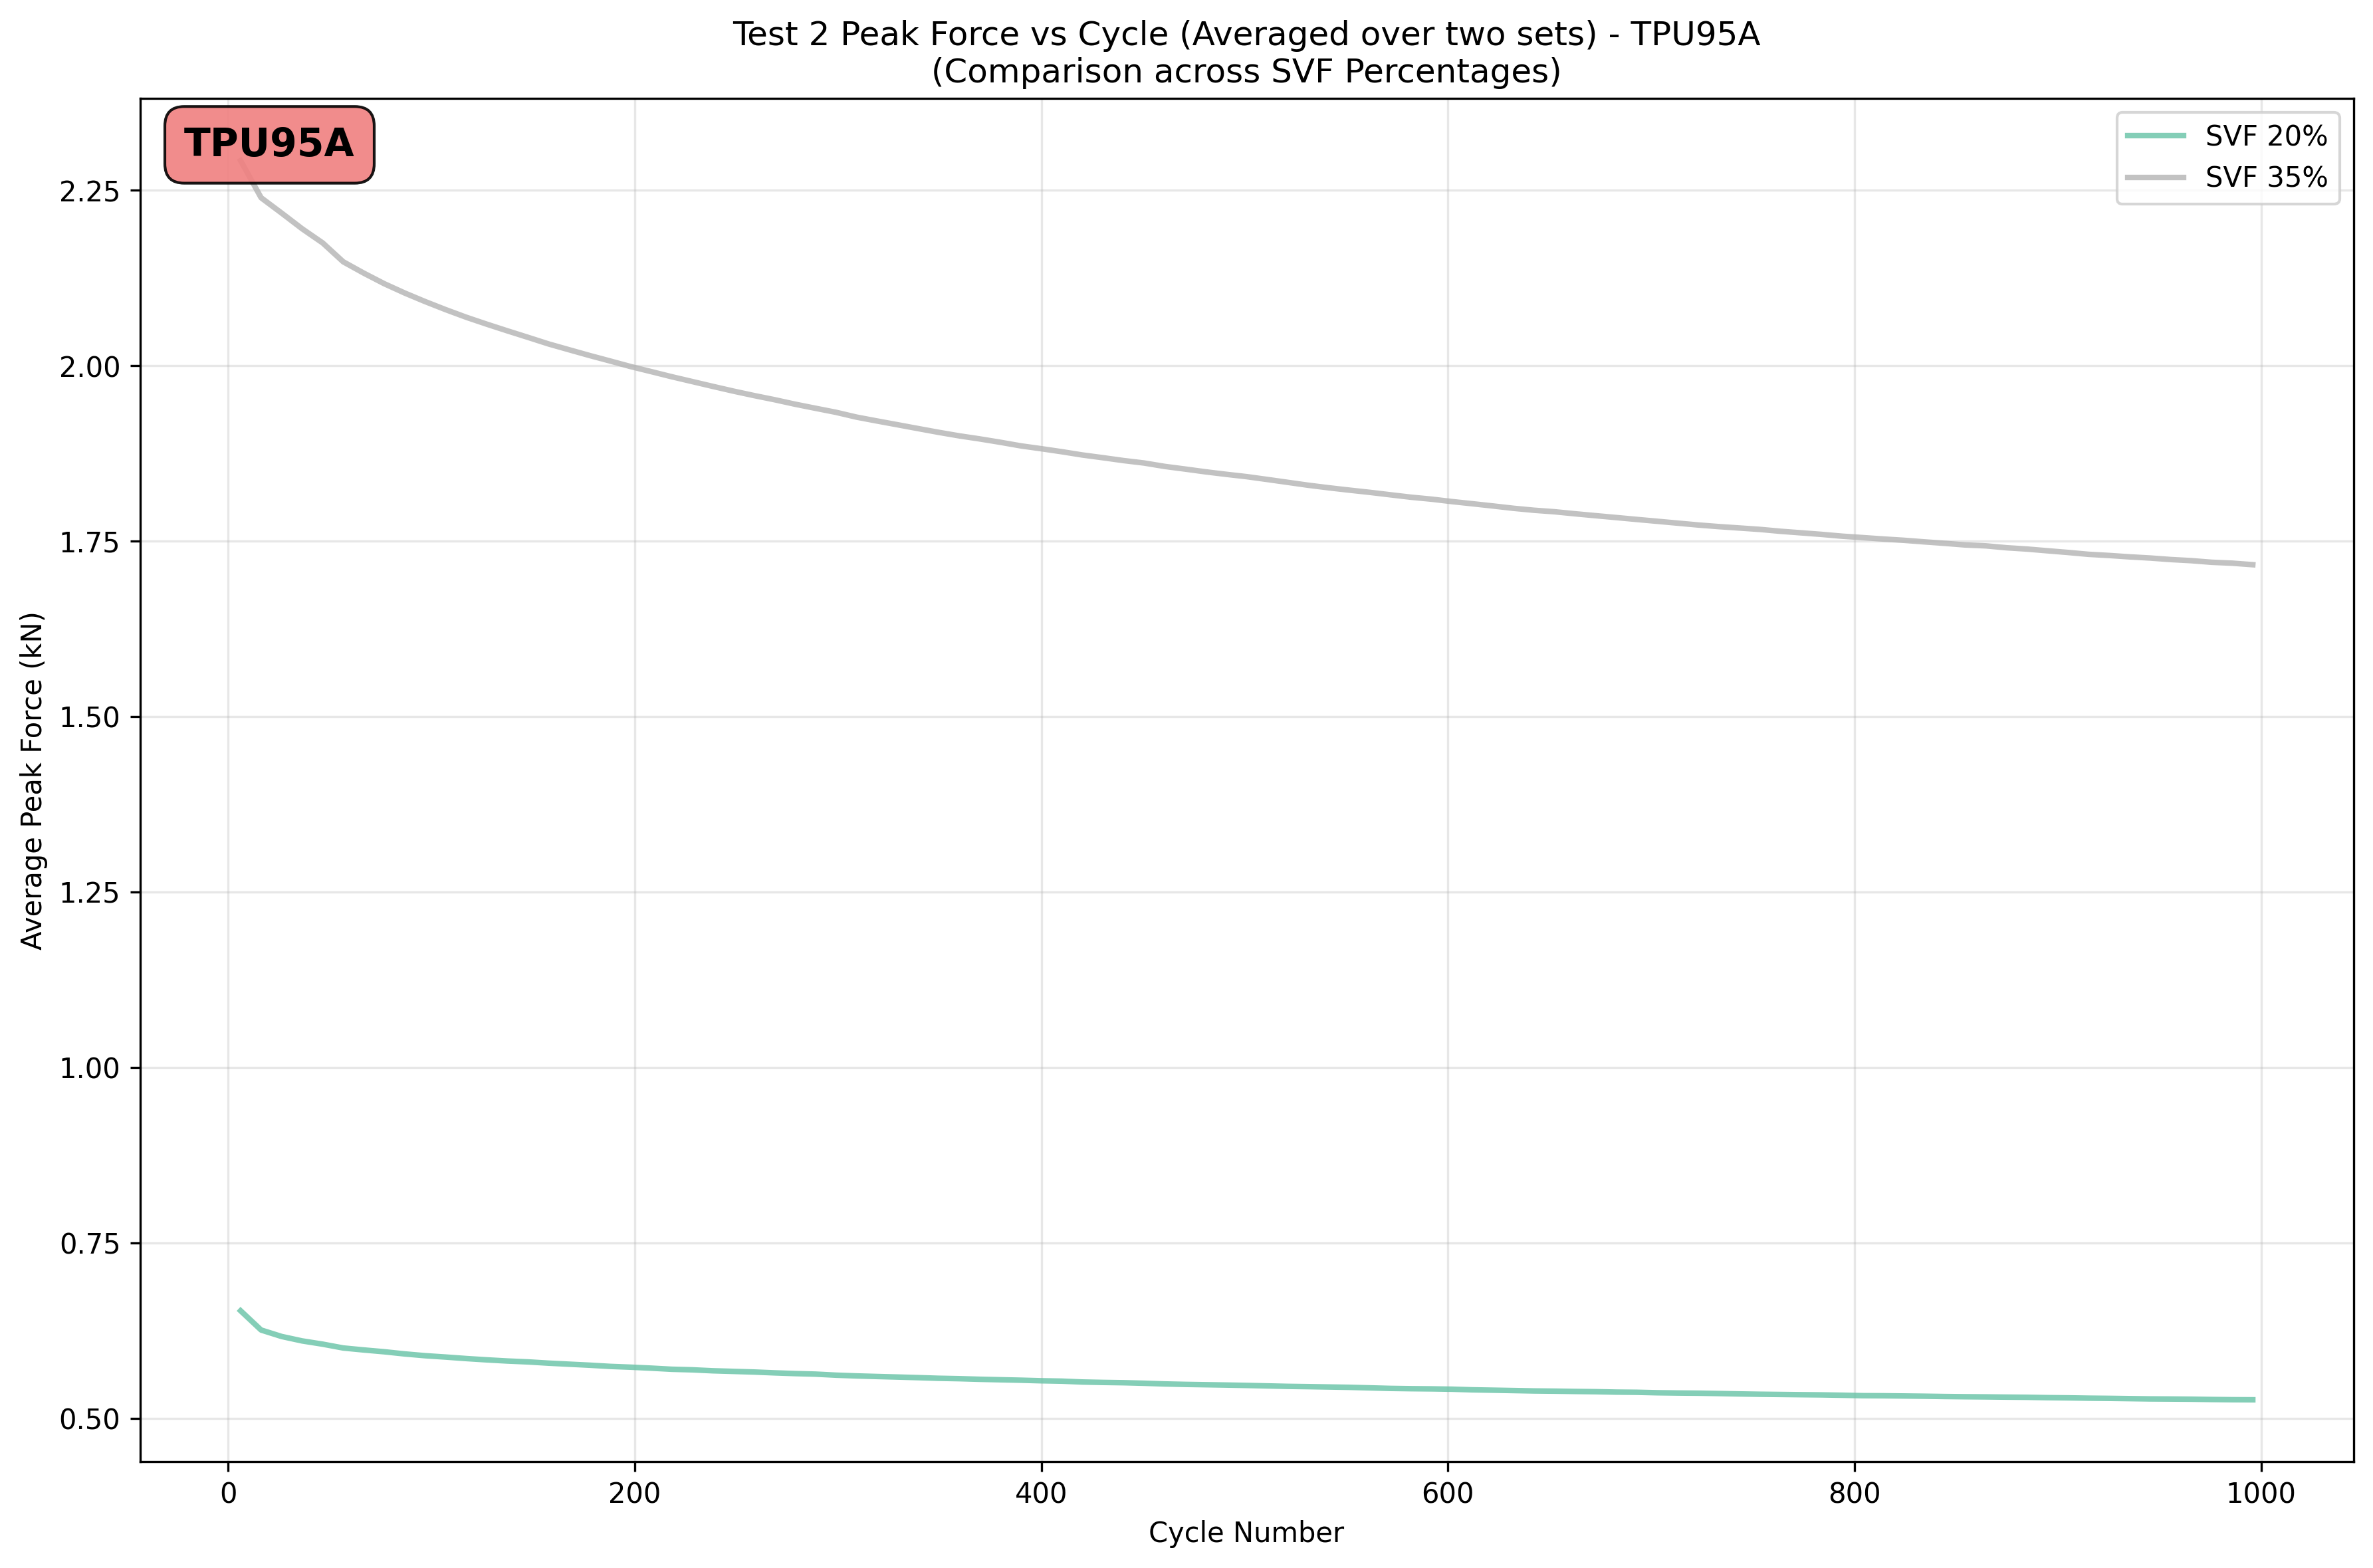 Test 2 Peak Force vs Cycle (Averaged over two sets) - TPU95A
(Comparison across SVF Percentages)
TPU95A
SVF 20%
SVF 35%
Average Peak Force (kN)
2.25
2.00
1.75
1.50
1.25
1.00
0.75
0.50
0 200 400 600 800 1000
Cycle Number